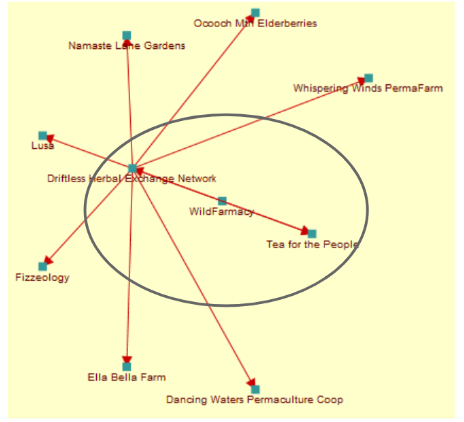 Ocooch Mtn Elderberries
Namaste Lane Gardens
Whispering Winds PermaFarm
Lusa
Driftless Herbal Exchange Network
WildFarmacy
Tea for the People
Fizzeology
Ella Bella Farm
Dancing Waters Permaculture Coop